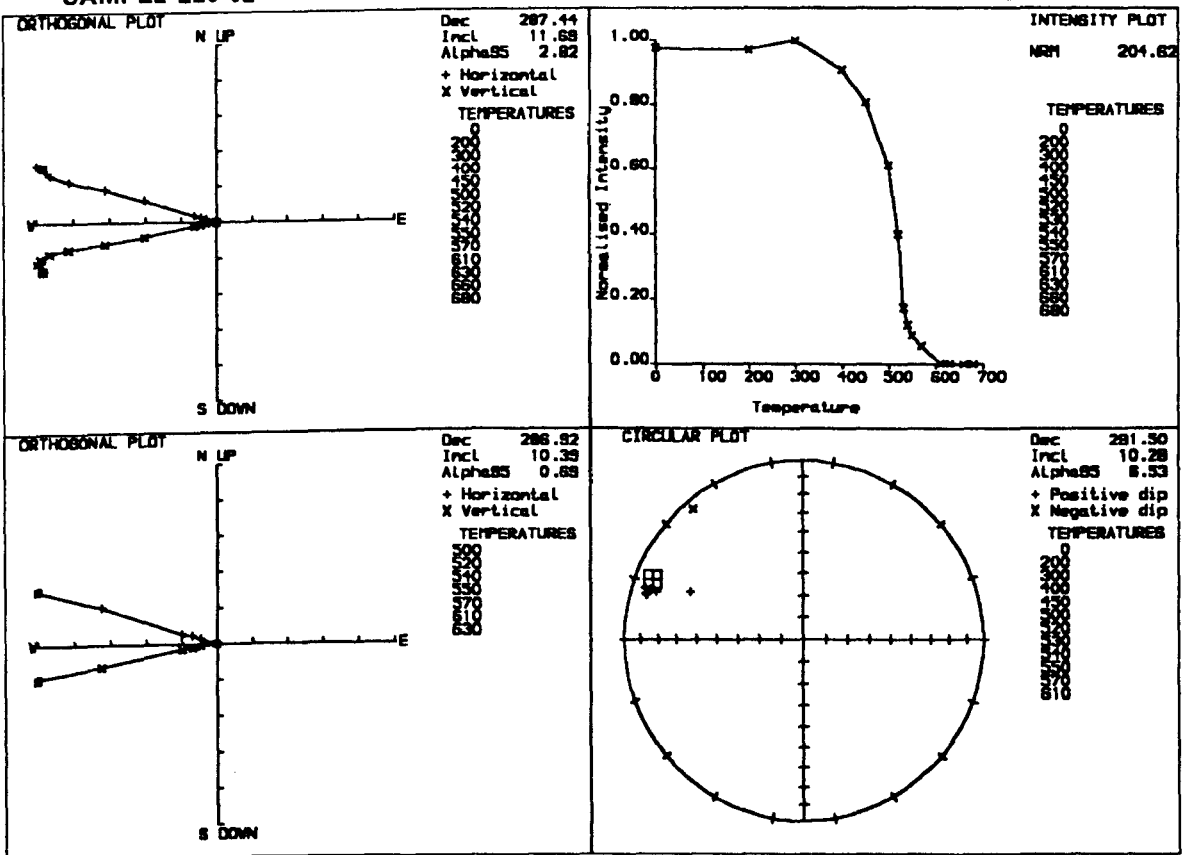 SAMPLE
ORTHOGONAL PLOT
N UP
W
E
S DOWN
Dec 287.44
Incl 11.68
Alpha95 2.82
+ Horizontal
X Vertical
TEMPERATURES
0
200
300
400
450
500
520
540
550
570
610
630
660
680
INTENSITY PLOT
NRM 204.62
Normalised Intensity
1.00
0.80
0.60
0.40
0.20
0.00
0 100 200 300 400 500 600 700
Temperature
TEMPERATURES
0
200
300
400
450
500
520
530
540
550
570
610
630
660
680
ORTHOGONAL PLOT
N UP
W
E
S DOWN
Dec 286.92
Incl 10.39
Alpha95 0.69
+ Horizontal
X Vertical
TEMPERATURES
500
520
540
550
570
610
630
CIRCULAR PLOT
Dec 281.50
Incl 10.28
Alpha95 6.53
+ Positive dip
X Negative dip
TEMPERATURES
0
200
300
400
450
500
520
530
540
550
570
610